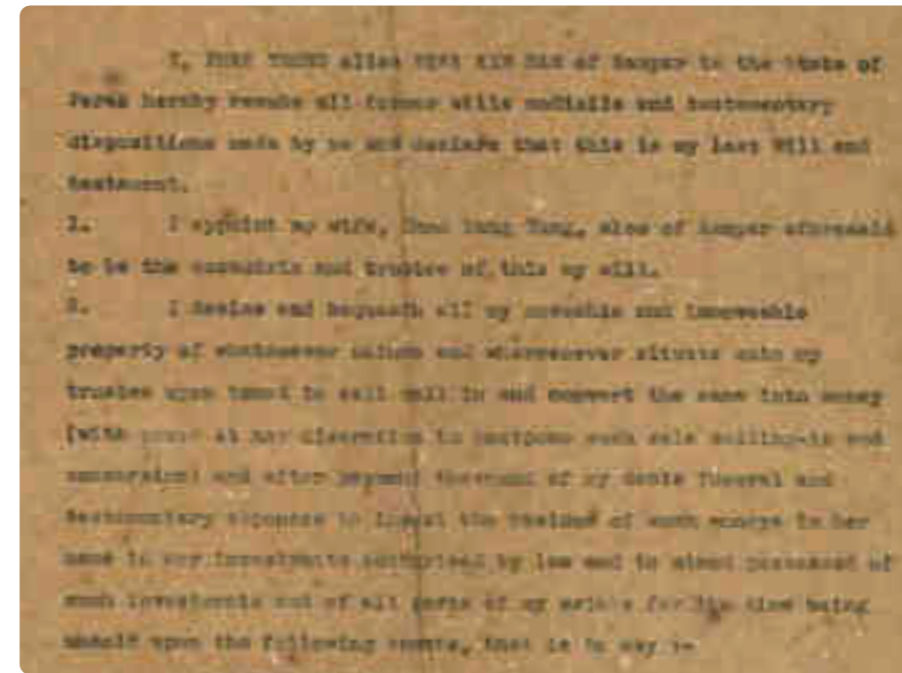 I, alias of Kampar in the State of
Perak hereby revoke all former wills codicils and testamentary
dispositions made by me and declare that this is my last Will and
testament.
1. I appoint my wife, also of Kampar aforesaid
to be the executrix and trustee of this my will.
2. I devise and bequeath all my moveable and immoveable
property of whatsoever nature and wheresoever situate unto my
trustee upon trust to sell call in and convert the same into money
(with power at her discretion to postpone such sale calling-in and
conversion) and after payment thereout of my debts funeral and
testamentary expenses to invest the residue of such moneys in her
name in any investments authorised by law and to stand possessed of
such investments and of all parts of my estate for the time being
unsold upon the following trusts, that is to say :-